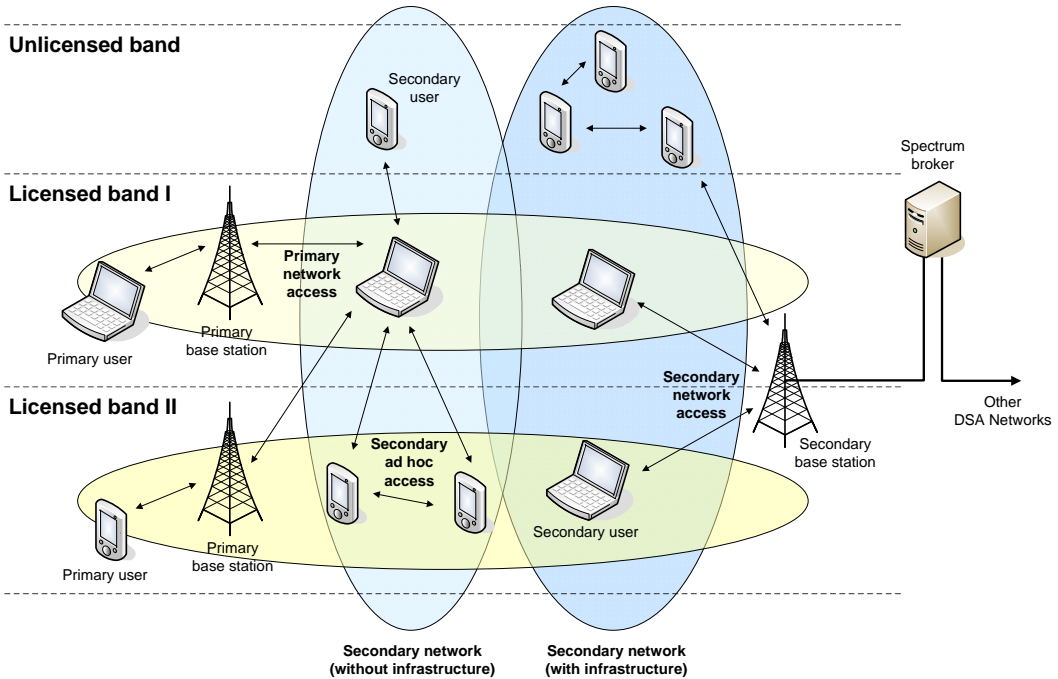 Unlicensed band
Secondary
user
Spectrum
broker
Licensed band I
Primary
network
access
Primary
base station
Primary user
Secondary
network
access
Licensed band II
Other
DSA Networks
Secondary
ad hoc
access
Secondary
base station
Secondary user
Primary
base station
Primary user
Secondary network
(without infrastructure)
Secondary network
(with infrastructure)